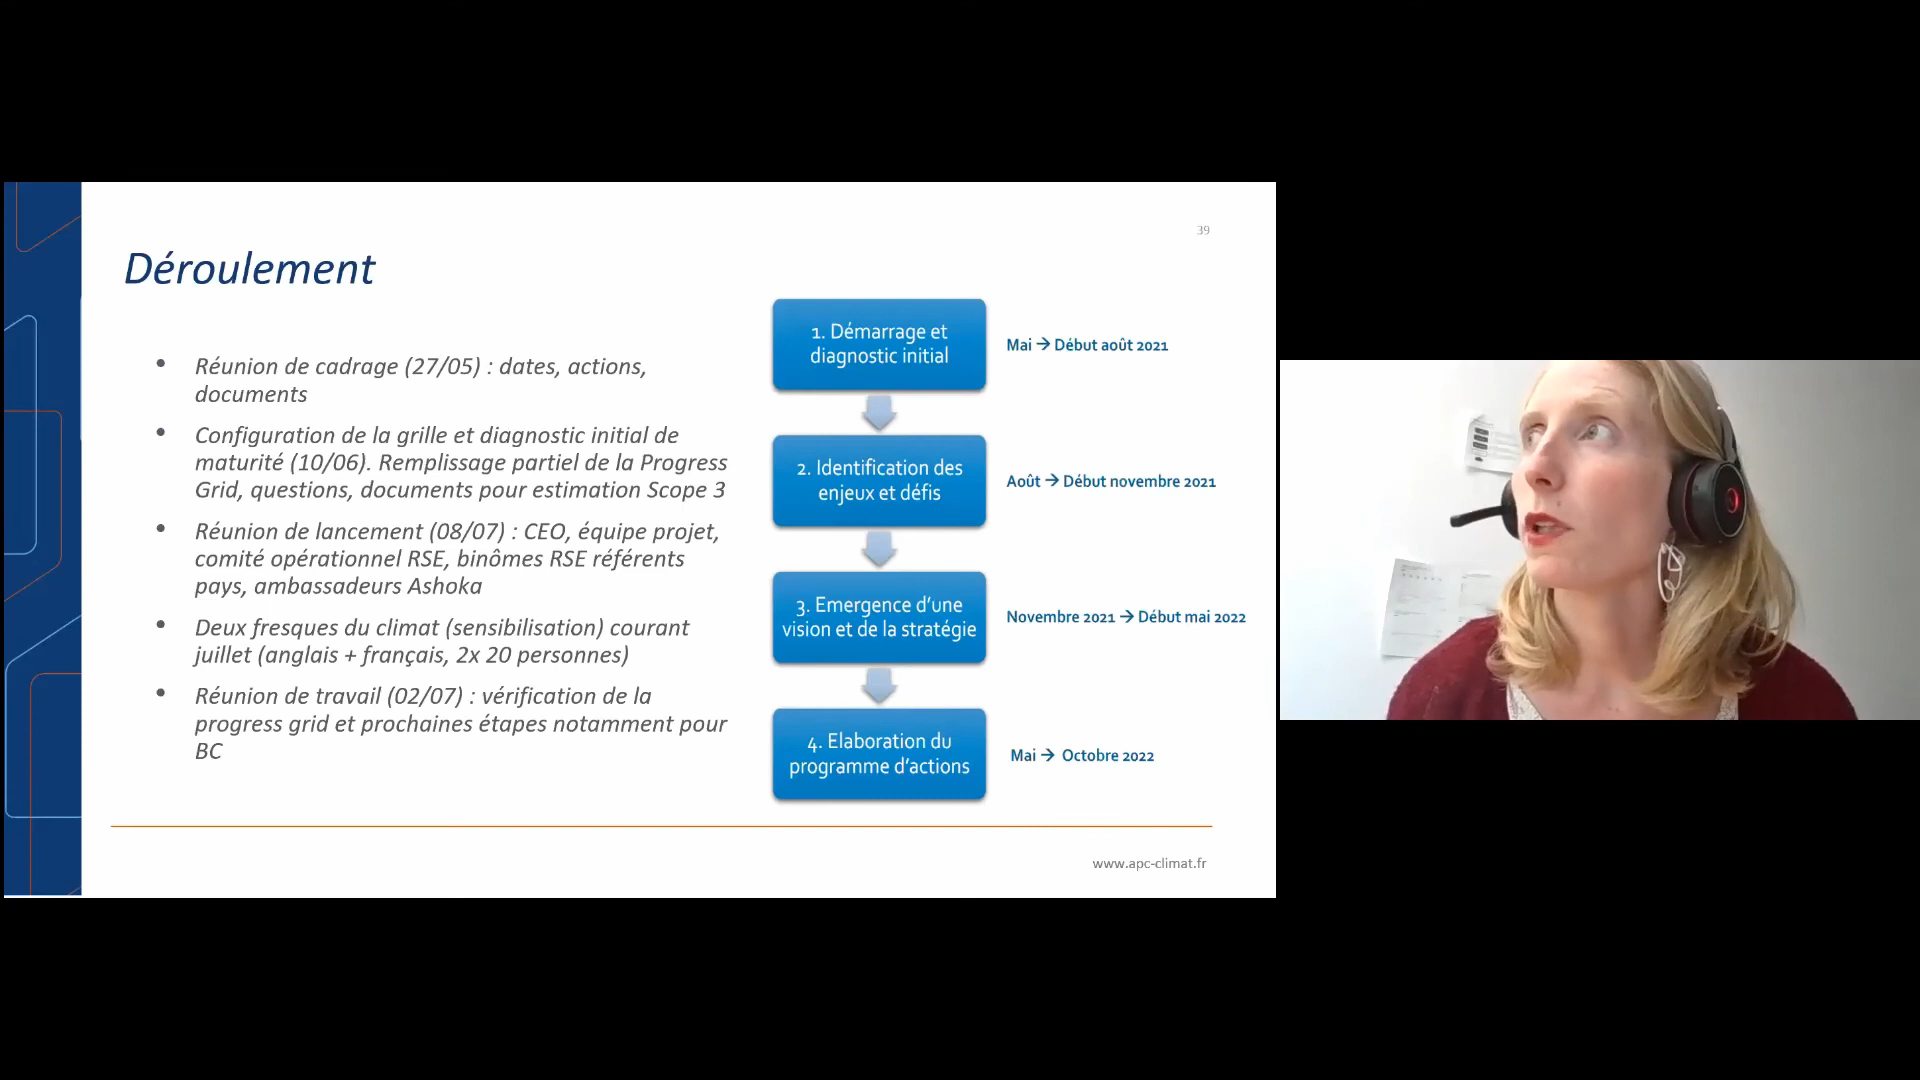 39
Déroulement
• Réunion de cadrage (27/05) : dates, actions,
documents
• Configuration de la grille et diagnostic initial de
maturité (10/06). Remplissage partiel de la Progress
Grid, questions, documents pour estimation Scope 3
• Réunion de lancement (08/07) : CEO, équipe projet,
comité opérationnel RSE, binômes RSE référents
pays, ambassadeurs Ashoka
• Deux fresques du climat (sensibilisation) courant
juillet (anglais + français, 2x 20 personnes)
• Réunion de travail (02/07) : vérification de la
progress grid et prochaines étapes notamment pour
BC
1. Démarrage et
diagnostic initial
Mai → Début août 2021
2. Identification des
enjeux et défis
Août → Début novembre 2021
3. Emergence d'une
vision et de la stratégie
Novembre 2021 → Début mai 2022
4. Elaboration du
programme d'actions
Mai → Octobre 2022
www.apc-climat.fr